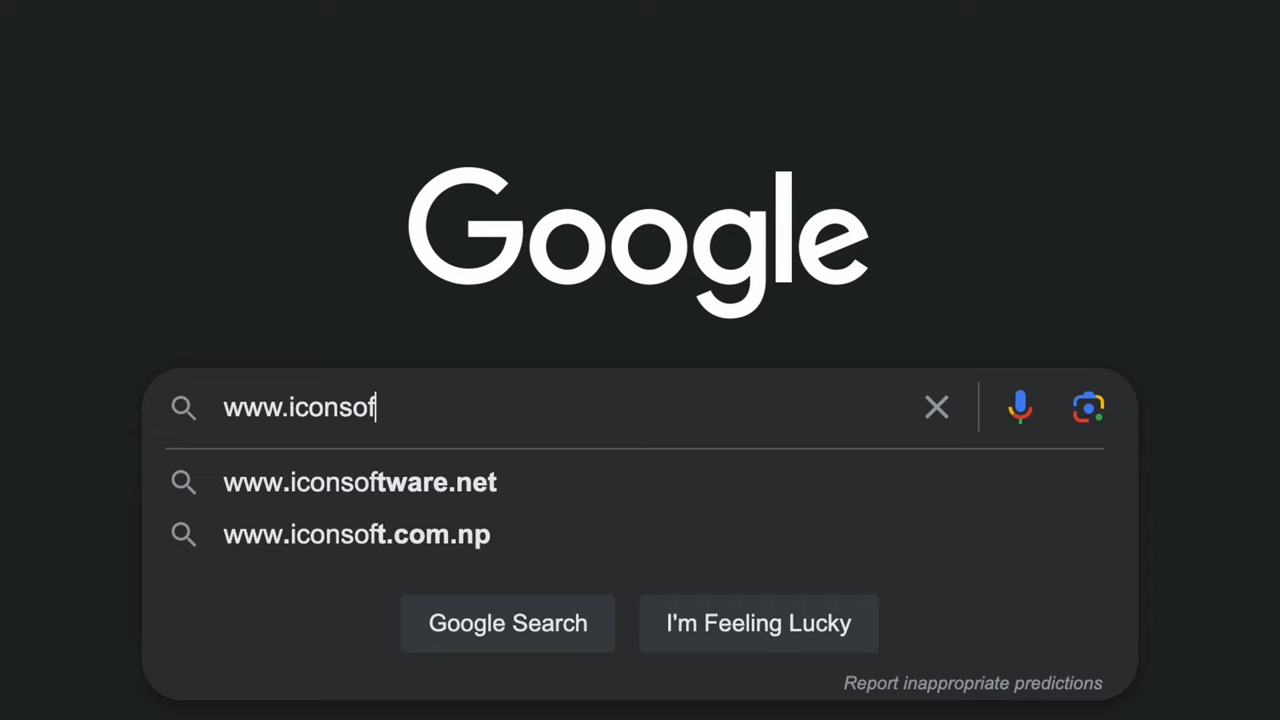 Google
www.iconsof
www.iconsoftware.net
www.iconsoft.com.np
Google Search
I'm Feeling Lucky
Report inappropriate predictions